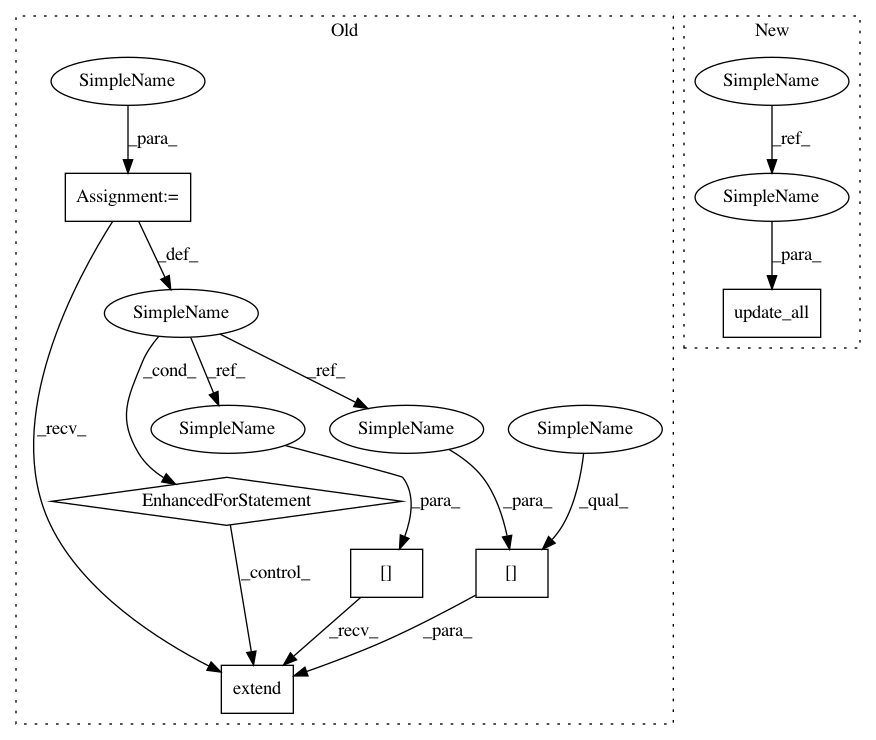 Old
New
SimpleName
SimpleName
_para_
_ref_
Assignment:=
SimpleName
_def_
_para_
SimpleName
update_all
_cond_
_ref_
_ref_
_recv_
SimpleName
SimpleName
SimpleName
EnhancedForStatement
_para_
_para_
_qual_
_control_
[]
[]
_recv_
_para_
extend